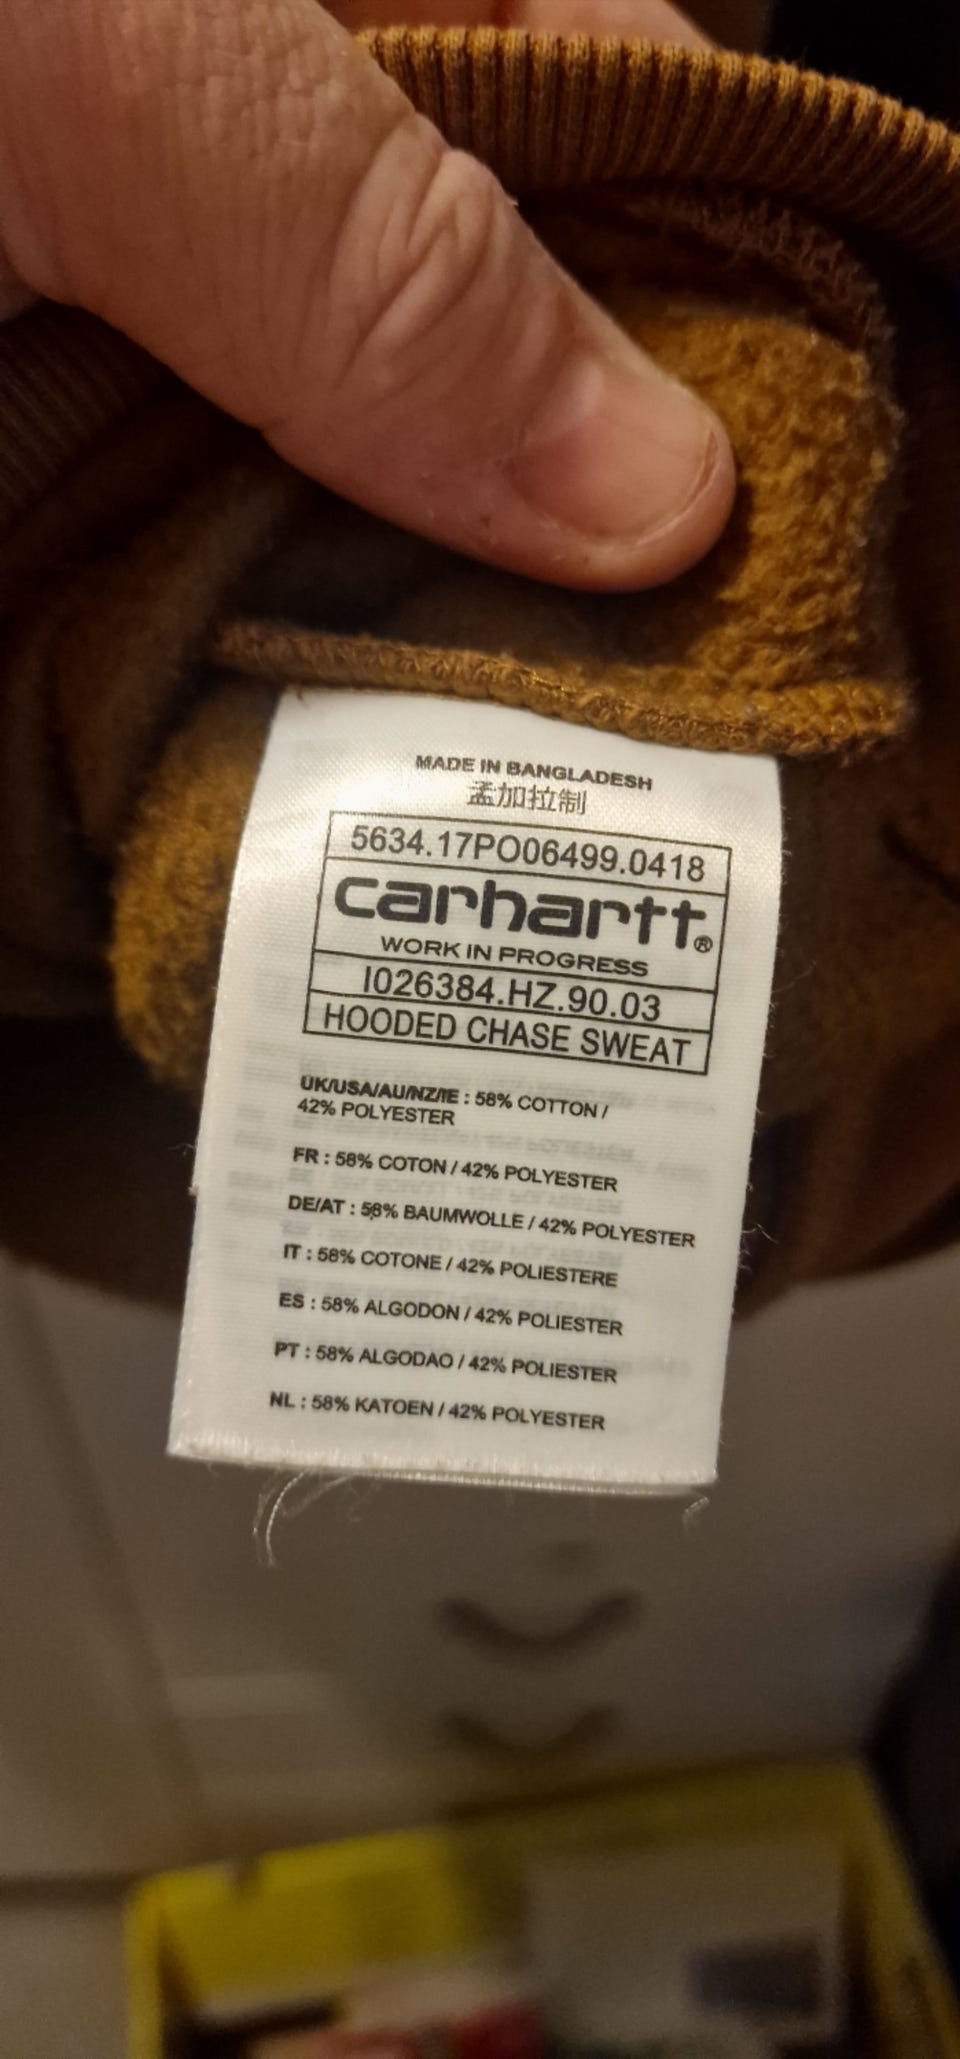 MADE IN BANGLADESH
孟加拉制
5634.17PO06499.0418
carhartt®
WORK IN PROGRESS
I026384.HZ.90.03
HOODED CHASE SWEAT
UK/USA/AU/NZ/IE : 58% COTTON /
42% POLYESTER
FR : 58% COTON / 42% POLYESTER
DE/AT : 58% BAUMWOLLE / 42% POLYESTER
IT : 58% COTONE / 42% POLIESTERE
ES : 58% ALGODON / 42% POLIESTER
PT : 58% ALGODAO / 42% POLIESTER
NL : 58% KATOEN / 42% POLYESTER